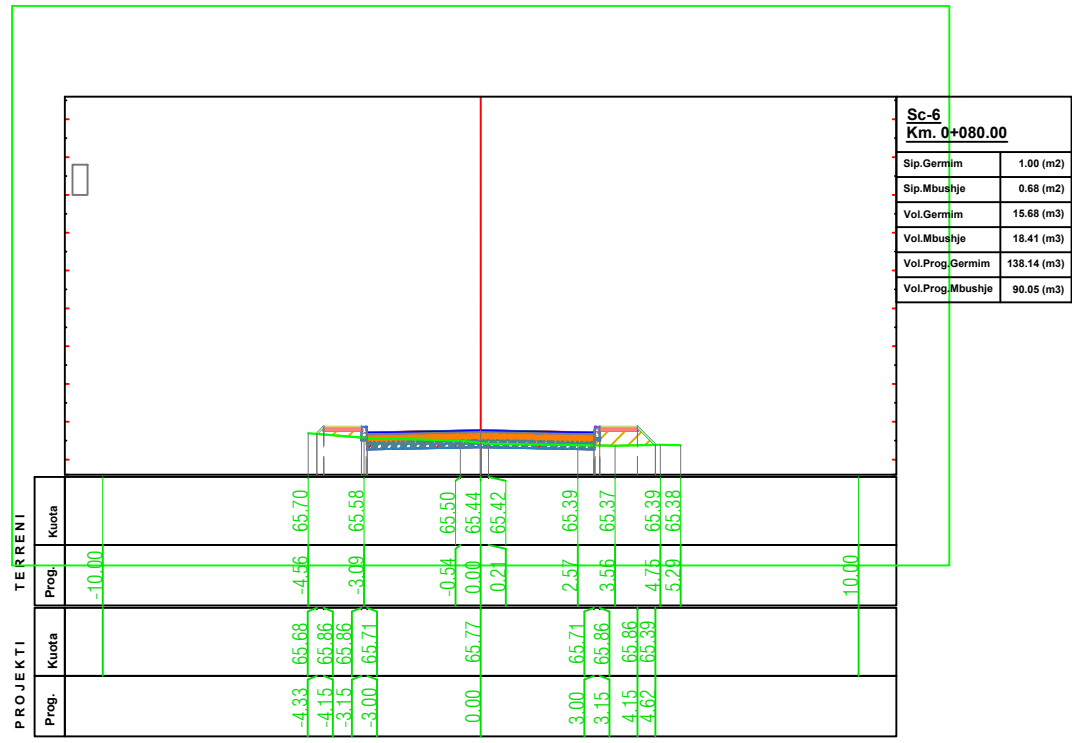 Sc-6
Km. 0+080.00
Sip.Germim 1.00 (m2)
Sip.Mbushje 0.68 (m2)
Vol.Germim 15.68 (m3)
Vol.Mbushje 18.41 (m3)
Vol.Prog.Germim 138.14 (m3)
Vol.Prog.Mbushje 90.05 (m3)
TERRENI
Kuota 65.70 65.58 65.50 65.44 65.42 65.39 65.37 65.39 65.38
Prog. -10.00 -4.56 -3.09 -0.54 0.00 0.21 2.57 3.56 4.75 5.29 10.00
PROJEKTI
Kuota 65.68 65.86 65.86 65.71 65.77 65.71 65.86 65.86 65.39
Prog. -4.33 -4.15 -3.15 -3.00 0.00 3.00 3.15 4.15 4.62